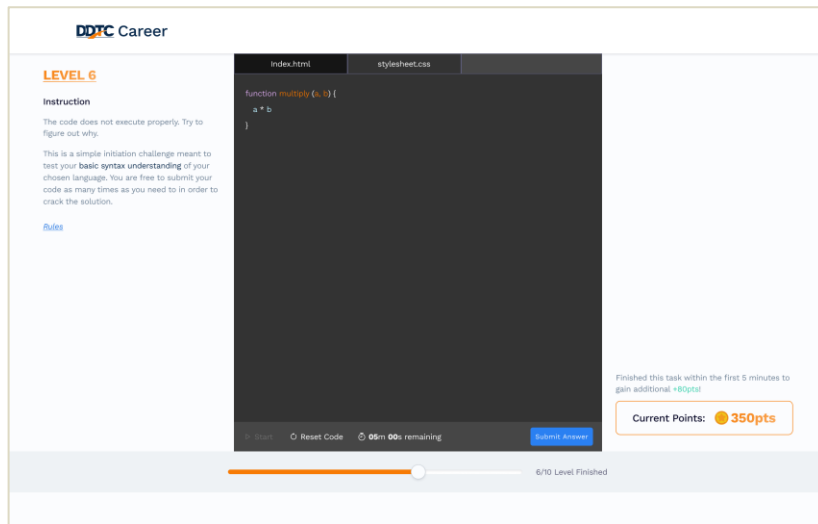 DDTC Career
LEVEL 6
Instruction
The code does not execute properly. Try to
figure out why.
This is a simple initiation challenge meant to
test your basic syntax understanding of your
chosen language. You are free to submit your
code as many times as you need to in order to
crack the solution.
Rules
Index.html
stylesheet.css
function multiply (a, b) {
a * b
}
Start
Reset Code
05m 00s remaining
Submit Answer
Finished this task within the first 5 minutes to
gain additional +80pts!
Current Points: 350pts
6/10 Level Finished